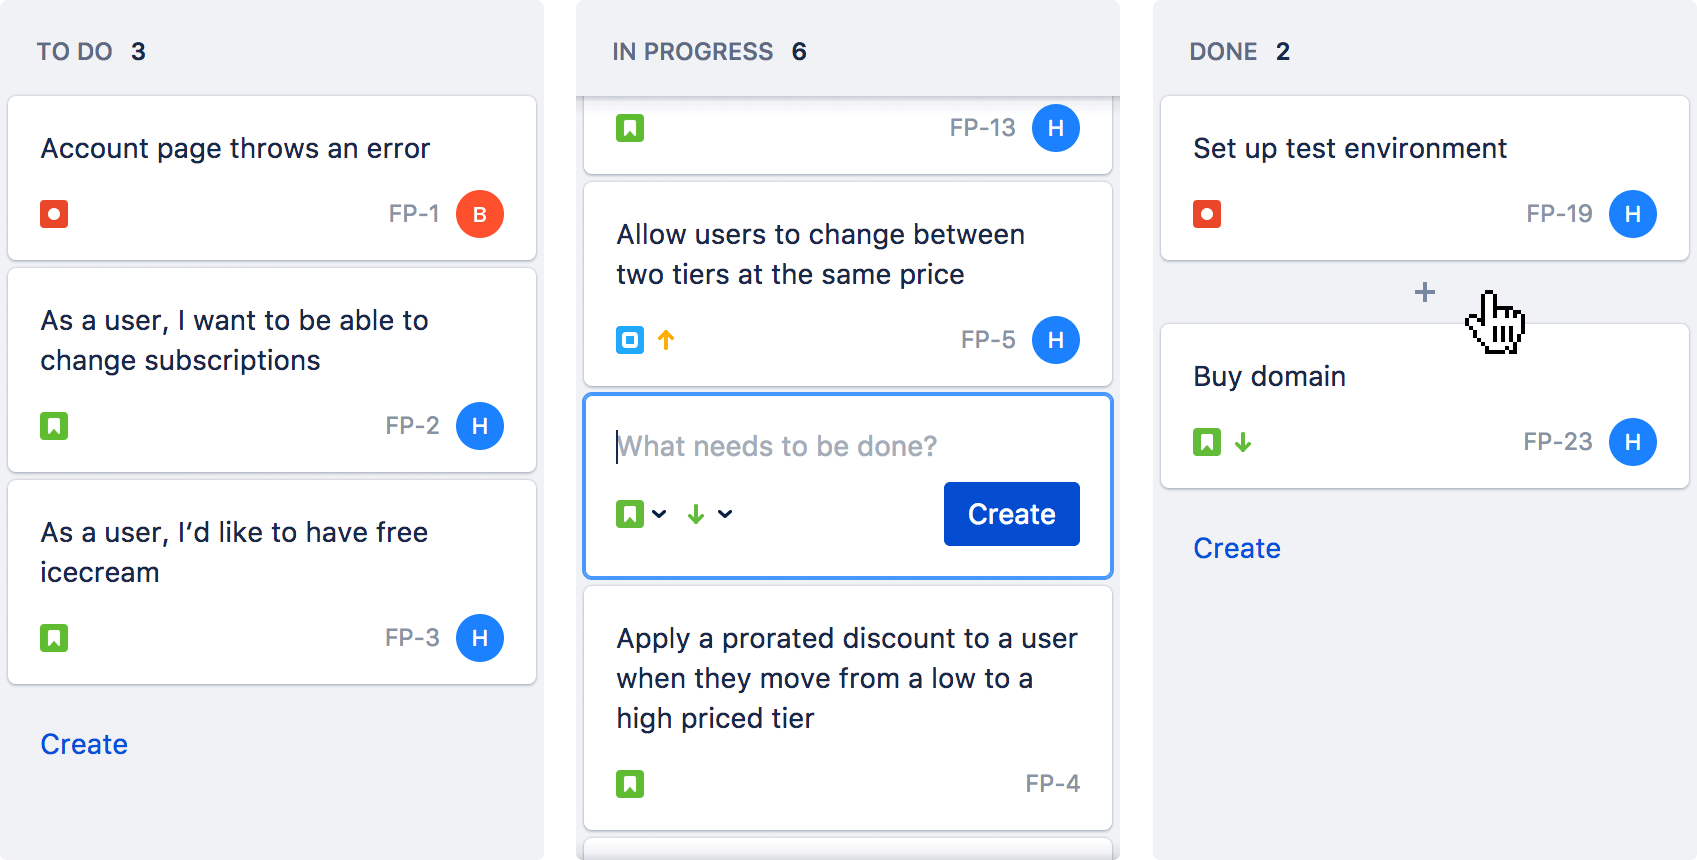 TO DO 3
Account page throws an error
FP-1 B
As a user, I want to be able to
change subscriptions
FP-2 H
As a user, I‘d like to have free
icecream
FP-3 H
Create
IN PROGRESS 6
FP-13 H
Allow users to change between
two tiers at the same price
FP-5 H
What needs to be done?
Create
Apply a prorated discount to a user
when they move from a low to a
high priced tier
FP-4
DONE 2
Set up test environment
FP-19 H
Buy domain
FP-23 H
Create